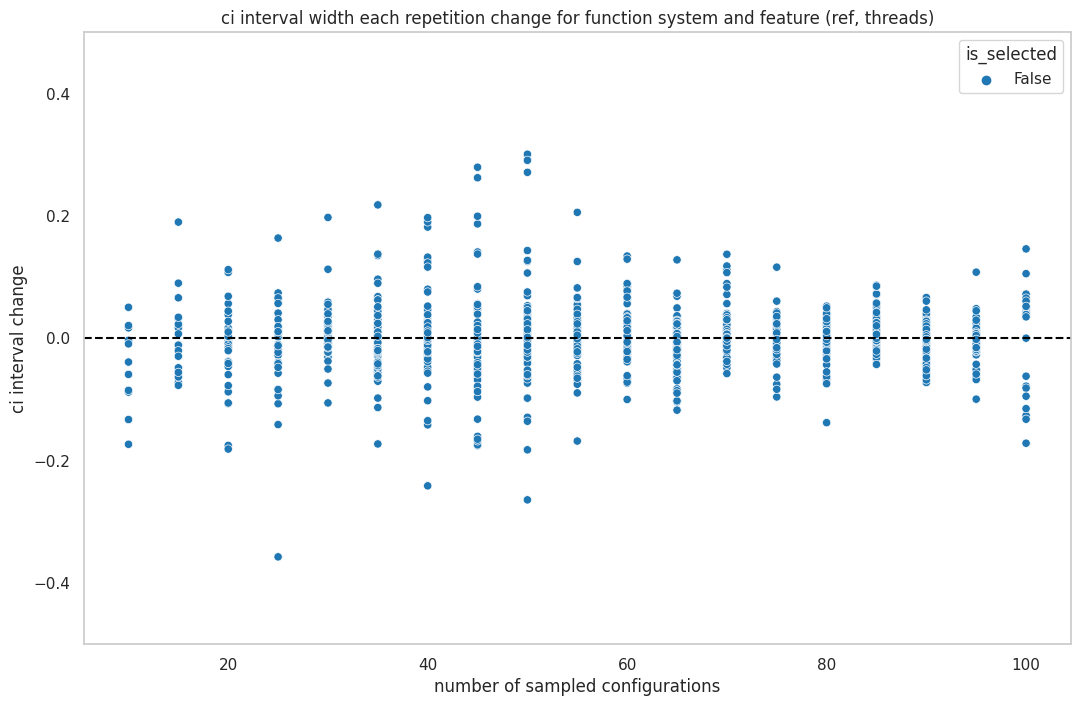 ci interval width each repetition change for function system and feature (ref, threads)
is_selected
False
0.4
0.2
0.0
−0.2
−0.4
ci interval change
20 40 60 80 100
number of sampled configurations